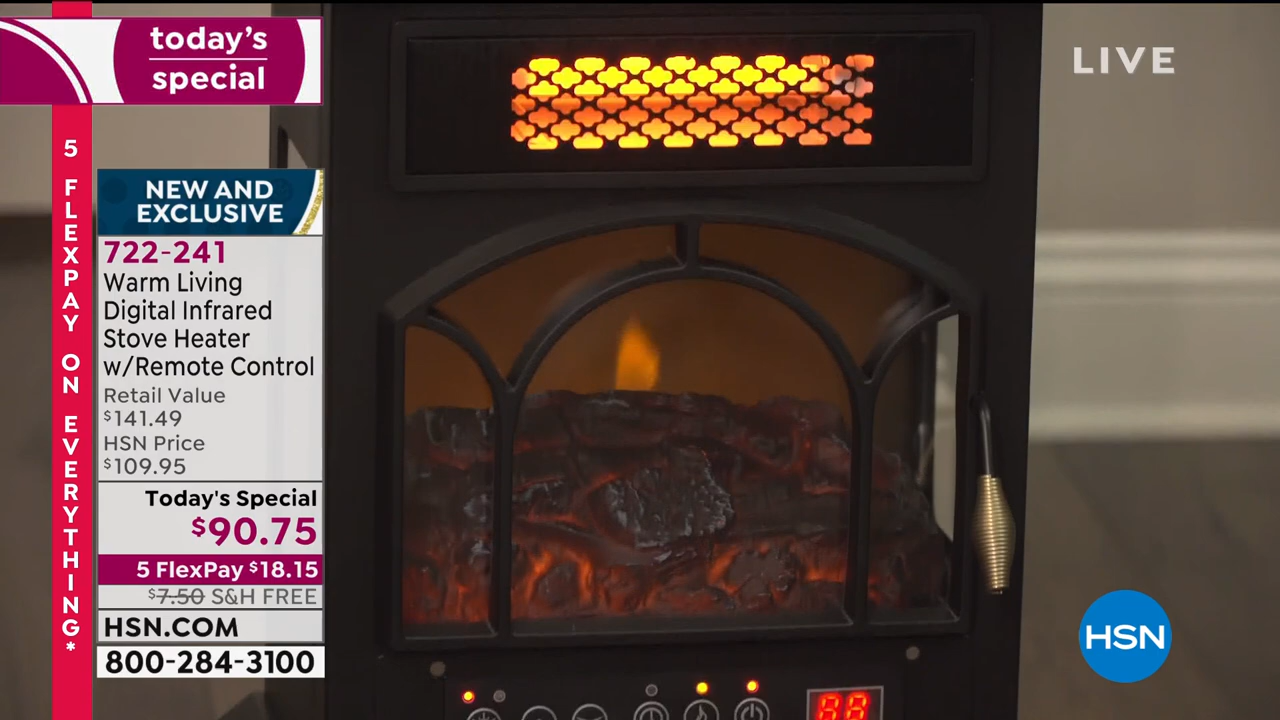 today's
special
LIVE
5 FLEXPAY ON EVERYTHING*
NEW AND
EXCLUSIVE
722-241
Warm Living
Digital Infrared
Stove Heater
w/Remote Control
Retail Value
$141.49
HSN Price
$109.95
Today's Special
$90.75
5 FlexPay $18.15
$7.50 S&H FREE
HSN.COM
800-284-3100
HSN